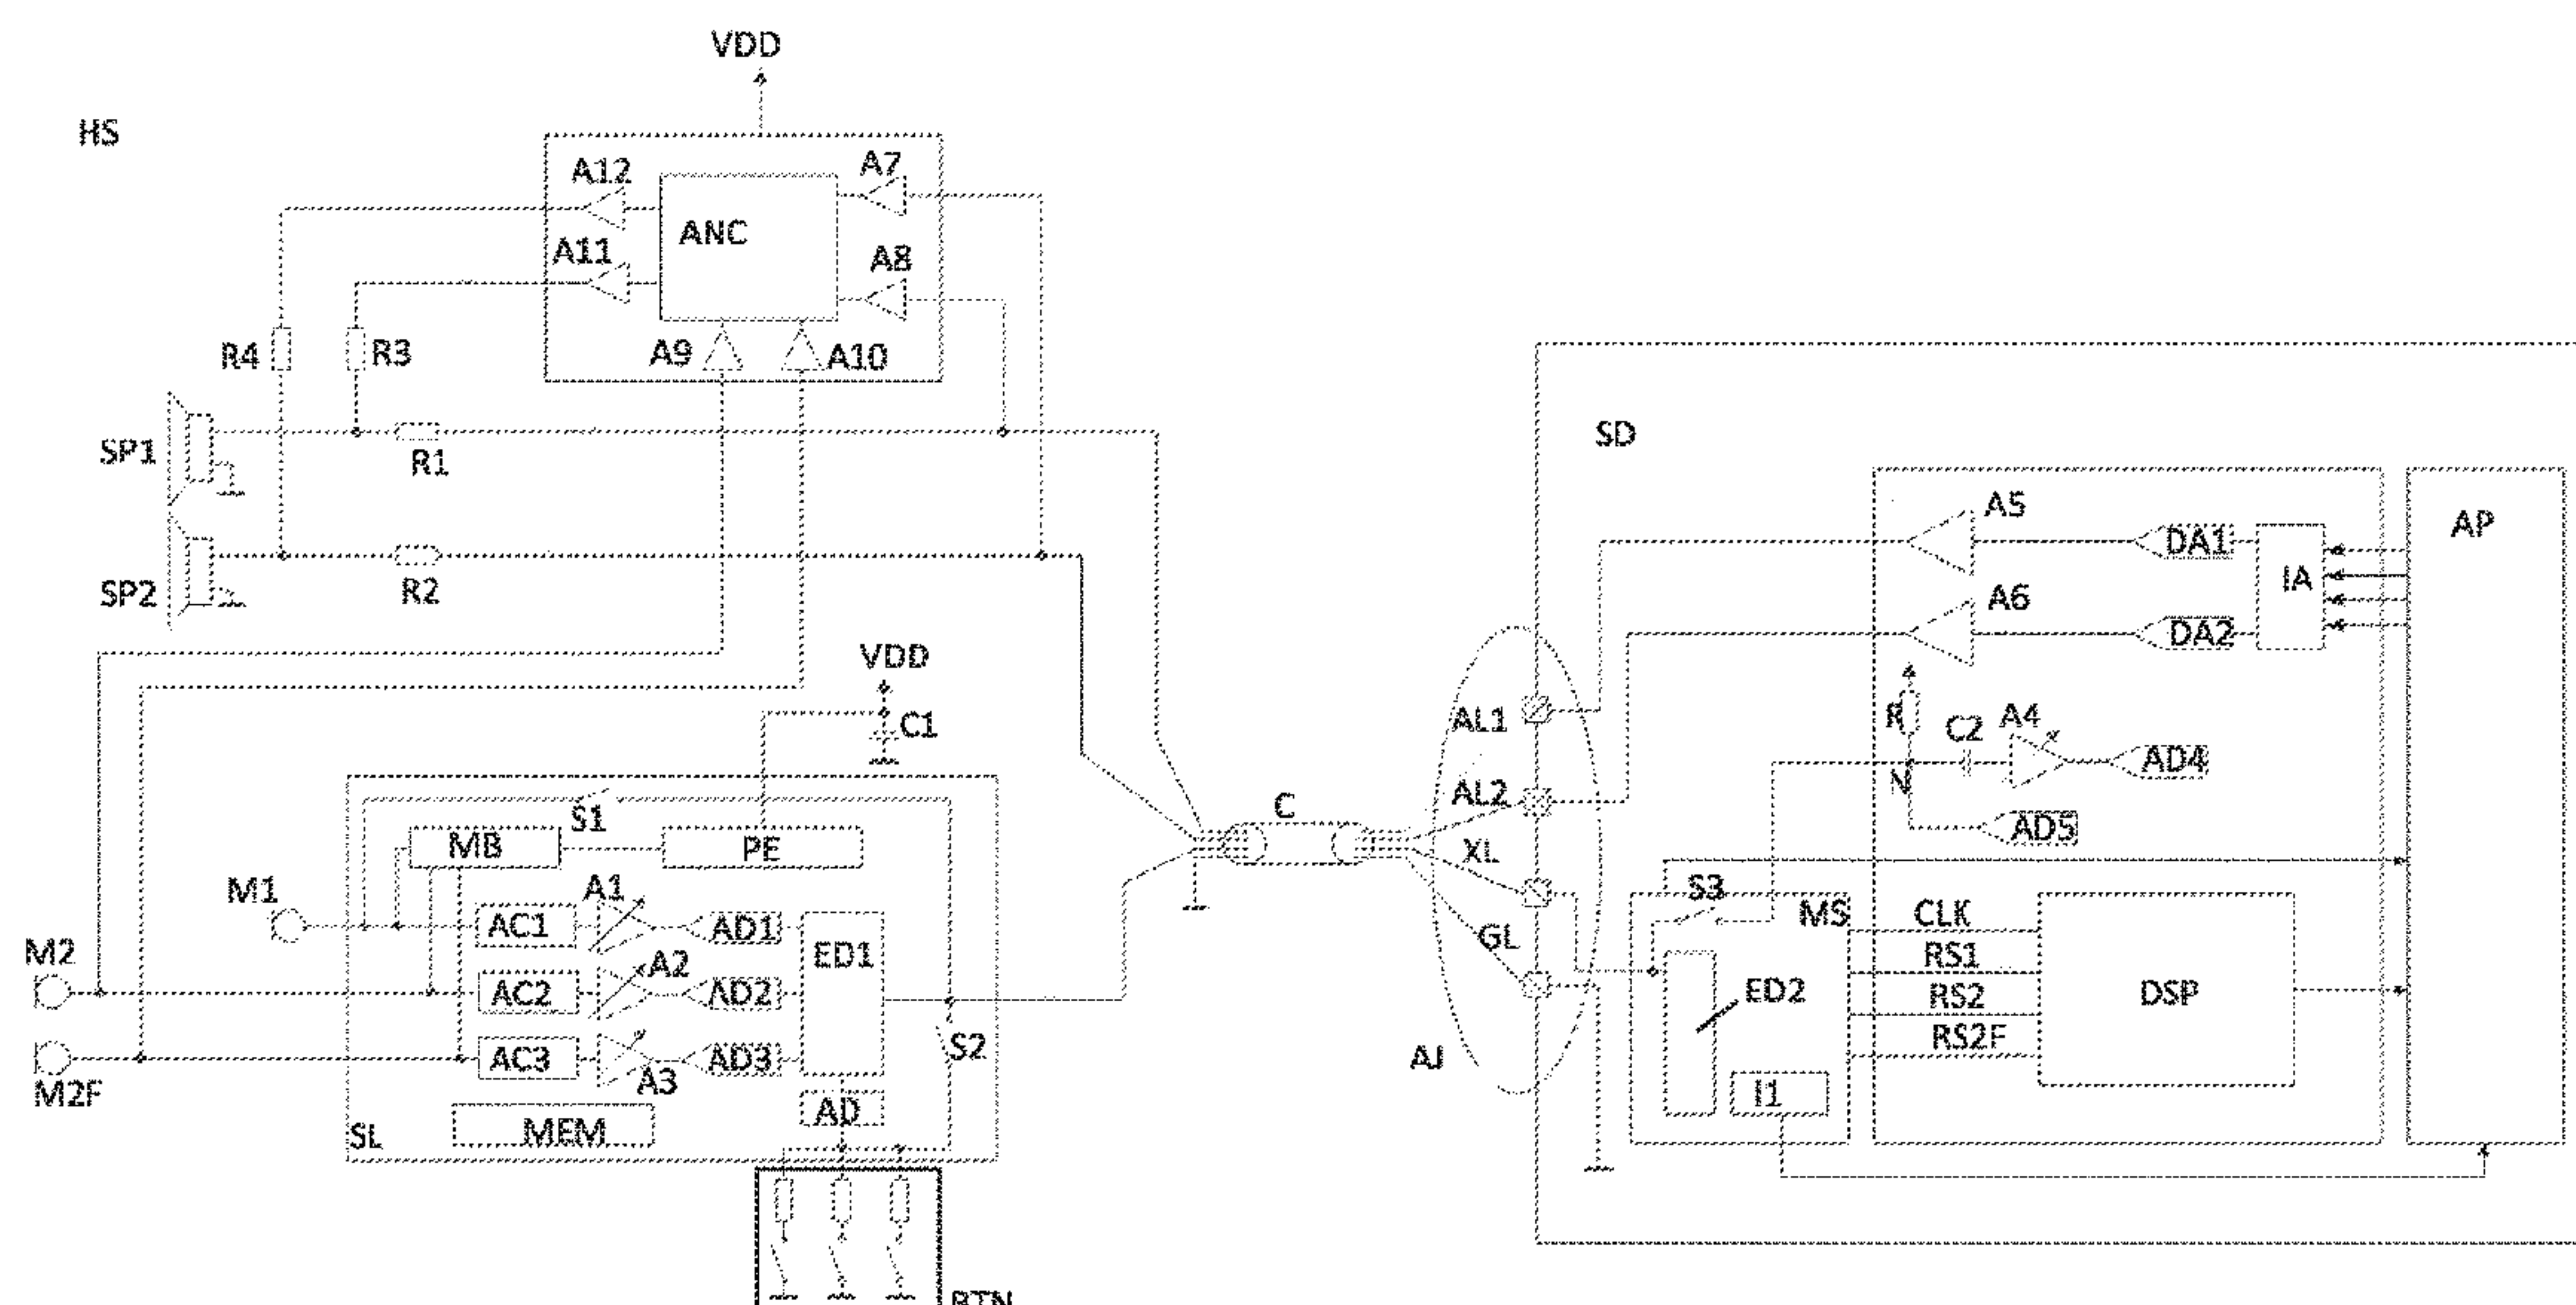 VDD
HS
A12
A7
ANC
A11
A8
R4
R3
A9
A10
SP1
R1
SD
SP2
R2
A5
DA1
IA
AP
A6
DA2
VDD
C1
R
C2
A4
AD4
N
AD5
AL1
AL2
C
XL
S1
MB
PE
M1
A1
AC1
AD1
ED1
S3
MS
CLK
GL
M2
A2
AC2
AD2
RS1
ED2
RS2
DSP
M2F
AC3
A3
AD3
S2
AJ
RS2F
I1
AD
MEM
SL
BTN